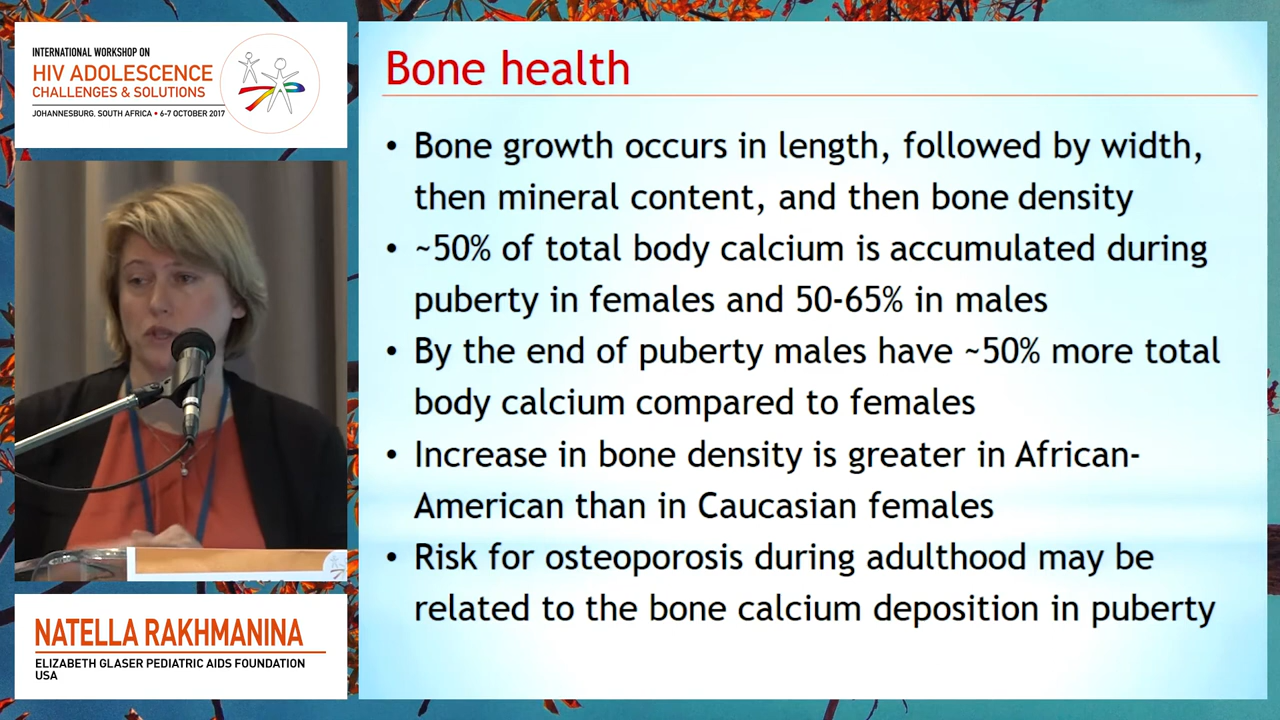 INTERNATIONAL WORKSHOP ON
HIV ADOLESCENCE
CHALLENGES & SOLUTIONS
JOHANNESBURG, SOUTH AFRICA • 6-7 OCTOBER 2017
NATELLA RAKHMANINA
ELIZABETH GLASER PEDIATRIC AIDS FOUNDATION
USA
Bone health
• Bone growth occurs in length, followed by width,
then mineral content, and then bone density
• ~50% of total body calcium is accumulated during
puberty in females and 50-65% in males
• By the end of puberty males have ~50% more total
body calcium compared to females
• Increase in bone density is greater in African-
American than in Caucasian females
• Risk for osteoporosis during adulthood may be
related to the bone calcium deposition in puberty